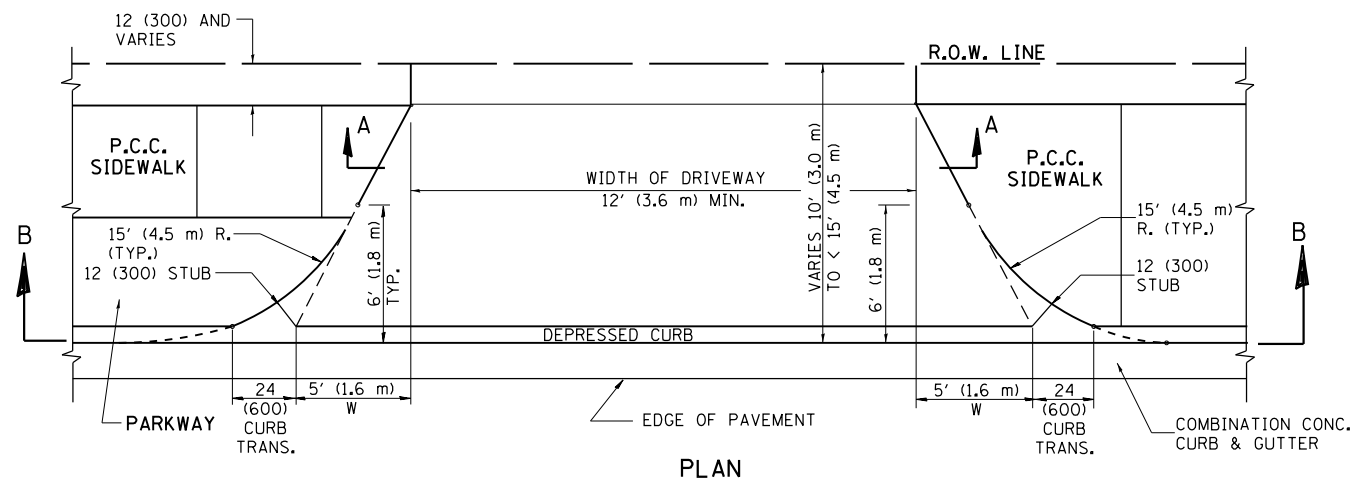 12 (300) AND
VARIES
R.O.W. LINE
A
A
P.C.C.
SIDEWALK
P.C.C.
SIDEWALK
WIDTH OF DRIVEWAY
12' (3.6 m) MIN.
VARIES 10' (3.0 m)
TO < 15' (4.5 m)
15' (4.5 m) R.
(TYP.)
15' (4.5 m)
R. (TYP.)
B
B
12 (300) STUB
12 (300)
STUB
6' (1.8 m)
TYP.
6' (1.8 m)
DEPRESSED CURB
24
(600)
CURB
TRANS.
5' (1.6 m)
W
5' (1.6 m)
W
24
(600)
CURB
TRANS.
PARKWAY
EDGE OF PAVEMENT
COMBINATION CONC.
CURB & GUTTER
PLAN